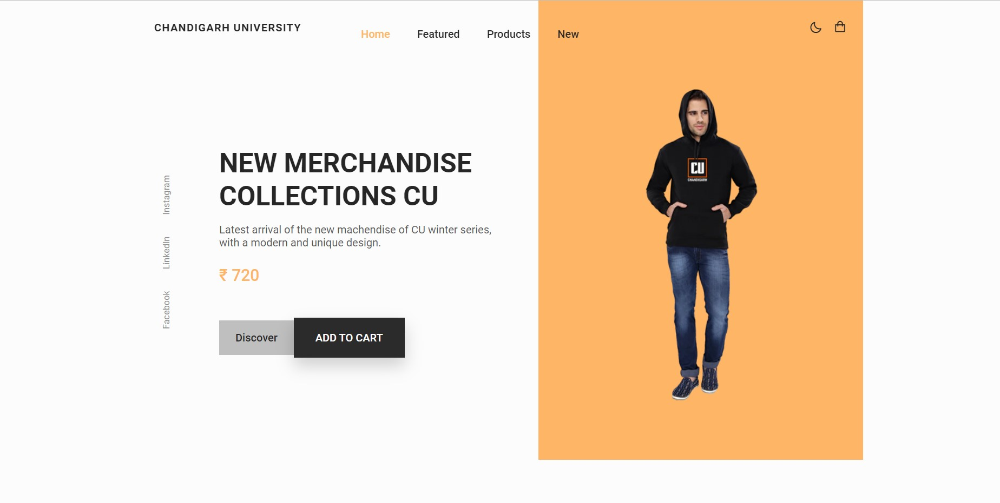 CHANDIGARH UNIVERSITY
Home Featured Products New
NEW MERCHANDISE
COLLECTIONS CU
Latest arrival of the new machendise of CU winter series,
with a modern and unique design.
₹ 720
Discover ADD TO CART
Instagram
LinkedIn
Facebook
CU
CHANDIGARH